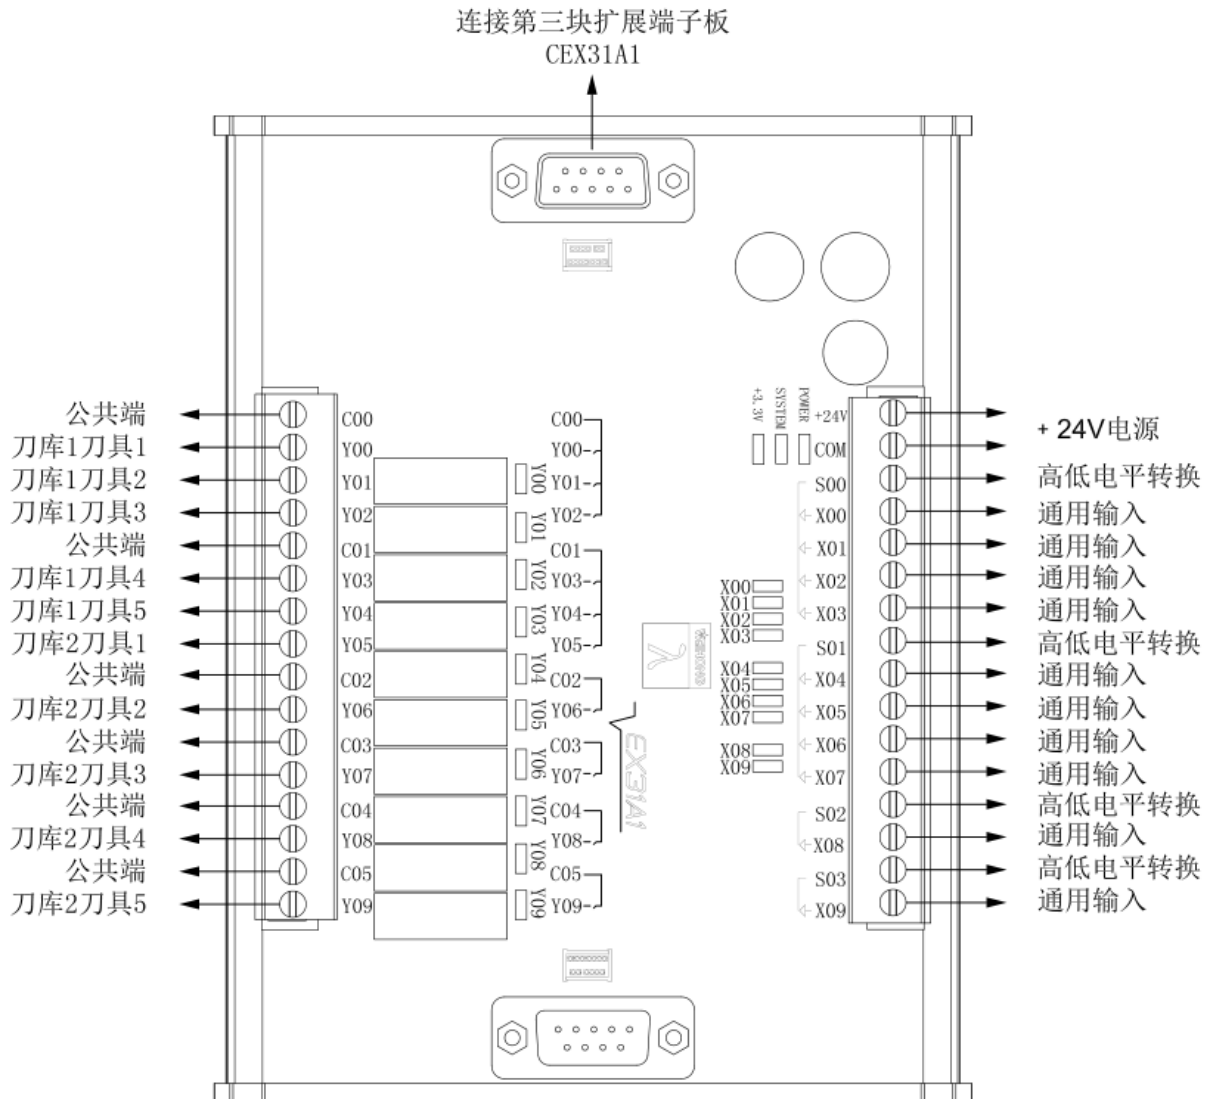 连接第三块扩展端子板
CEX31A1
公共端
刀库1刀具1
刀库1刀具2
刀库1刀具3
公共端
刀库1刀具4
刀库1刀具5
刀库2刀具1
公共端
刀库2刀具2
公共端
刀库2刀具3
公共端
刀库2刀具4
公共端
刀库2刀具5
C00
Y00
Y01
Y02
C01
Y03
Y04
Y05
C02
Y06
C03
Y07
C04
Y08
C05
Y09
Y00
Y01
Y02
Y03
Y04
Y05
Y06
Y07
Y08
Y09
C00
Y00
Y01
Y02
C01
Y03
Y04
Y05
C02
Y06
C03
Y07
C04
Y08
C05
Y09
EX31A1
X00
X01
X02
X03
X04
X05
X06
X07
X08
X09
+3.3V
SYSTEM
POWER
+24V
COM
S00
X00
X01
X02
X03
S01
X04
X05
X06
X07
S02
X08
S03
X09
+ 24V电源
高低电平转换
通用输入
通用输入
通用输入
通用输入
高低电平转换
通用输入
通用输入
通用输入
通用输入
高低电平转换
通用输入
高低电平转换
通用输入